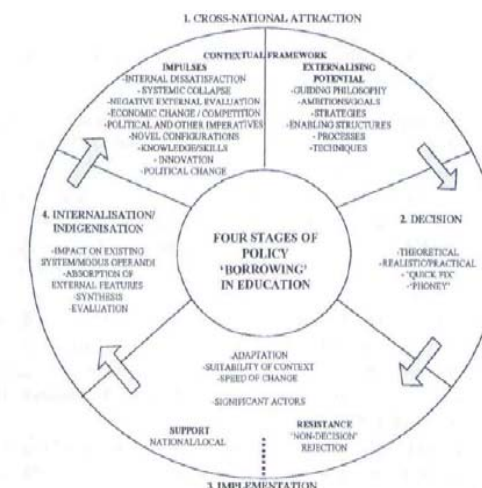 1. CROSS-NATIONAL ATTRACTION
CONTEXTUAL FRAMEWORK
IMPULSES
-INTERNAL DISSATISFACTION
-SYSTEMIC COLLAPSE
-NEGATIVE EXTERNAL EVALUATION
-ECONOMIC CHANGE / COMPETITION
-POLITICAL AND OTHER IMPERATIVES
-NOVEL CONFIGURATIONS
-KNOWLEDGE/SKILLS
-INNOVATION
-POLITICAL CHANGE
EXTERNALISING
POTENTIAL
-GUIDING PHILOSOPHY
-AMBITIONS/GOALS
-STRATEGIES
-ENABLING STRUCTURES
-PROCESSES
-TECHNIQUES
2. DECISION
-THEORETICAL
-REALISTIC/PRACTICAL
- 'QUICK FIX'
-'PHONEY'
FOUR STAGES OF
POLICY
'BORROWING'
IN EDUCATION
4. INTERNALISATION/
INDIGENISATION
-IMPACT ON EXISTING
SYSTEM/MODUS OPERANDI
-ABSORPTION OF
EXTERNAL FEATURES
-SYNTHESIS
-EVALUATION
-ADAPTATION
-SUITABILITY OF CONTEXT
-SPEED OF CHANGE
-SIGNIFICANT ACTORS
SUPPORT
NATIONAL/LOCAL
RESISTANCE
'NON-DECISION'
REJECTION
3. IMPLEMENTATION